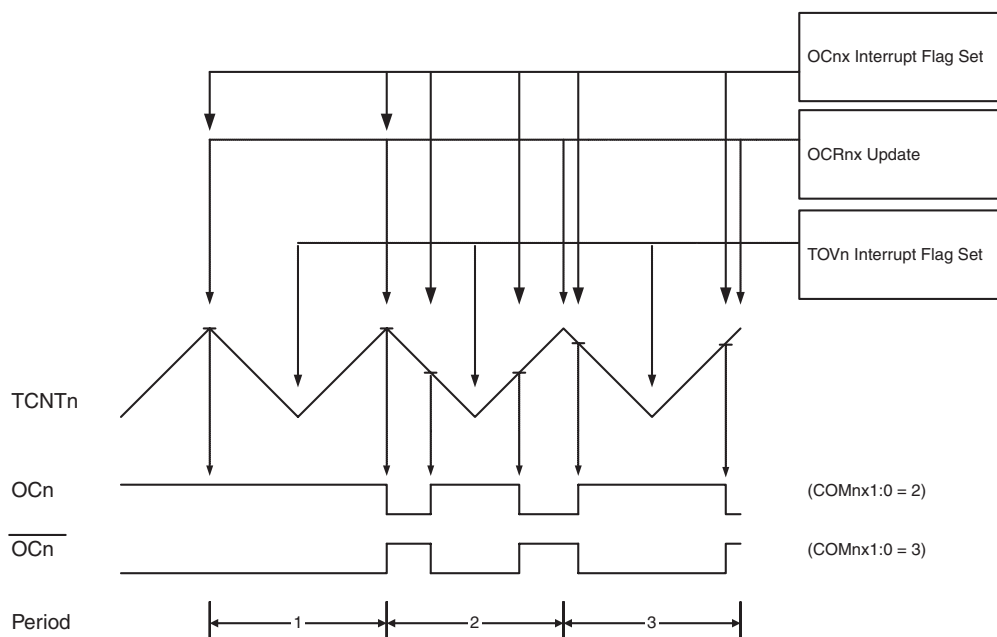 OCnx Interrupt Flag Set
OCRnx Update
TOVn Interrupt Flag Set
TCNTn
OCn
(COMnx1:0 = 2)
OCn
(COMnx1:0 = 3)
Period
1
2
3